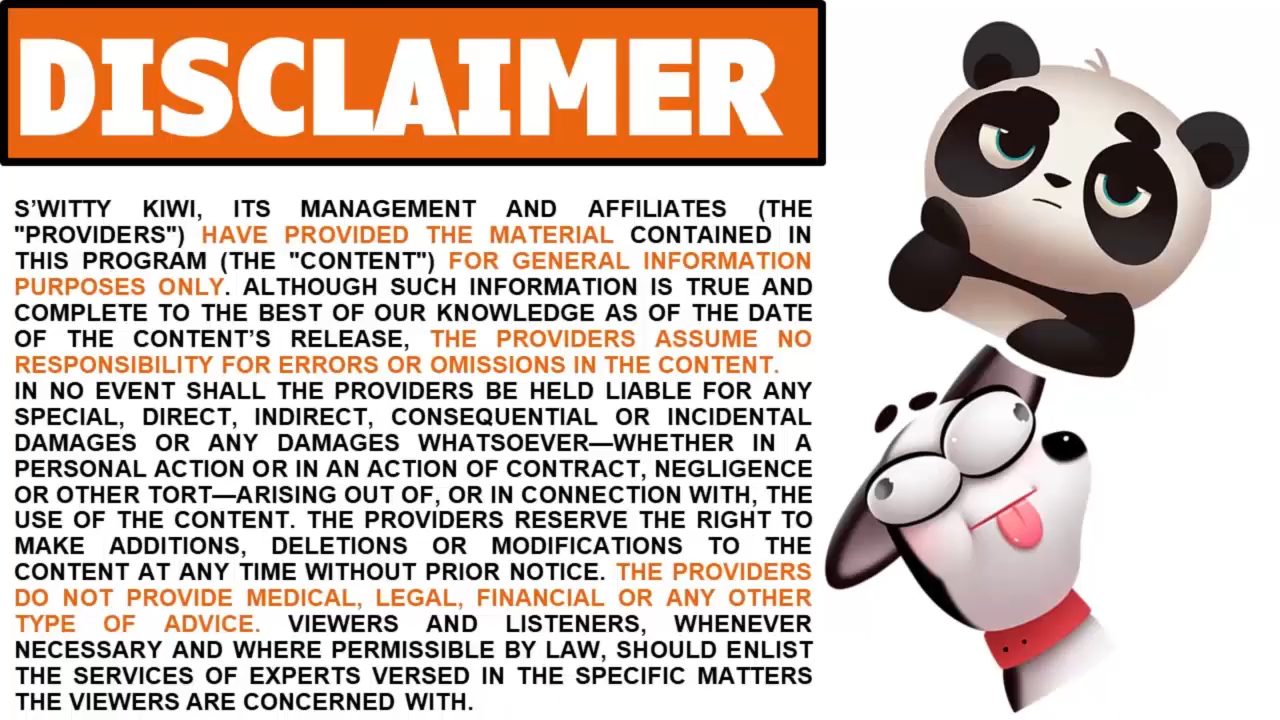 DISCLAIMER
S’WITTY KIWI, ITS MANAGEMENT AND AFFILIATES (THE
"PROVIDERS") HAVE PROVIDED THE MATERIAL CONTAINED IN
THIS PROGRAM (THE "CONTENT") FOR GENERAL INFORMATION
PURPOSES ONLY. ALTHOUGH SUCH INFORMATION IS TRUE AND
COMPLETE TO THE BEST OF OUR KNOWLEDGE AS OF THE DATE
OF THE CONTENT’S RELEASE, THE PROVIDERS ASSUME NO
RESPONSIBILITY FOR ERRORS OR OMISSIONS IN THE CONTENT.
IN NO EVENT SHALL THE PROVIDERS BE HELD LIABLE FOR ANY
SPECIAL, DIRECT, INDIRECT, CONSEQUENTIAL OR INCIDENTAL
DAMAGES OR ANY DAMAGES WHATSOEVER—WHETHER IN A
PERSONAL ACTION OR IN AN ACTION OF CONTRACT, NEGLIGENCE
OR OTHER TORT—ARISING OUT OF, OR IN CONNECTION WITH, THE
USE OF THE CONTENT. THE PROVIDERS RESERVE THE RIGHT TO
MAKE ADDITIONS, DELETIONS OR MODIFICATIONS TO THE
CONTENT AT ANY TIME WITHOUT PRIOR NOTICE. THE PROVIDERS
DO NOT PROVIDE MEDICAL, LEGAL, FINANCIAL OR ANY OTHER
TYPE OF ADVICE. VIEWERS AND LISTENERS, WHENEVER
NECESSARY AND WHERE PERMISSIBLE BY LAW, SHOULD ENLIST
THE SERVICES OF EXPERTS VERSED IN THE SPECIFIC MATTERS
THE VIEWERS ARE CONCERNED WITH.